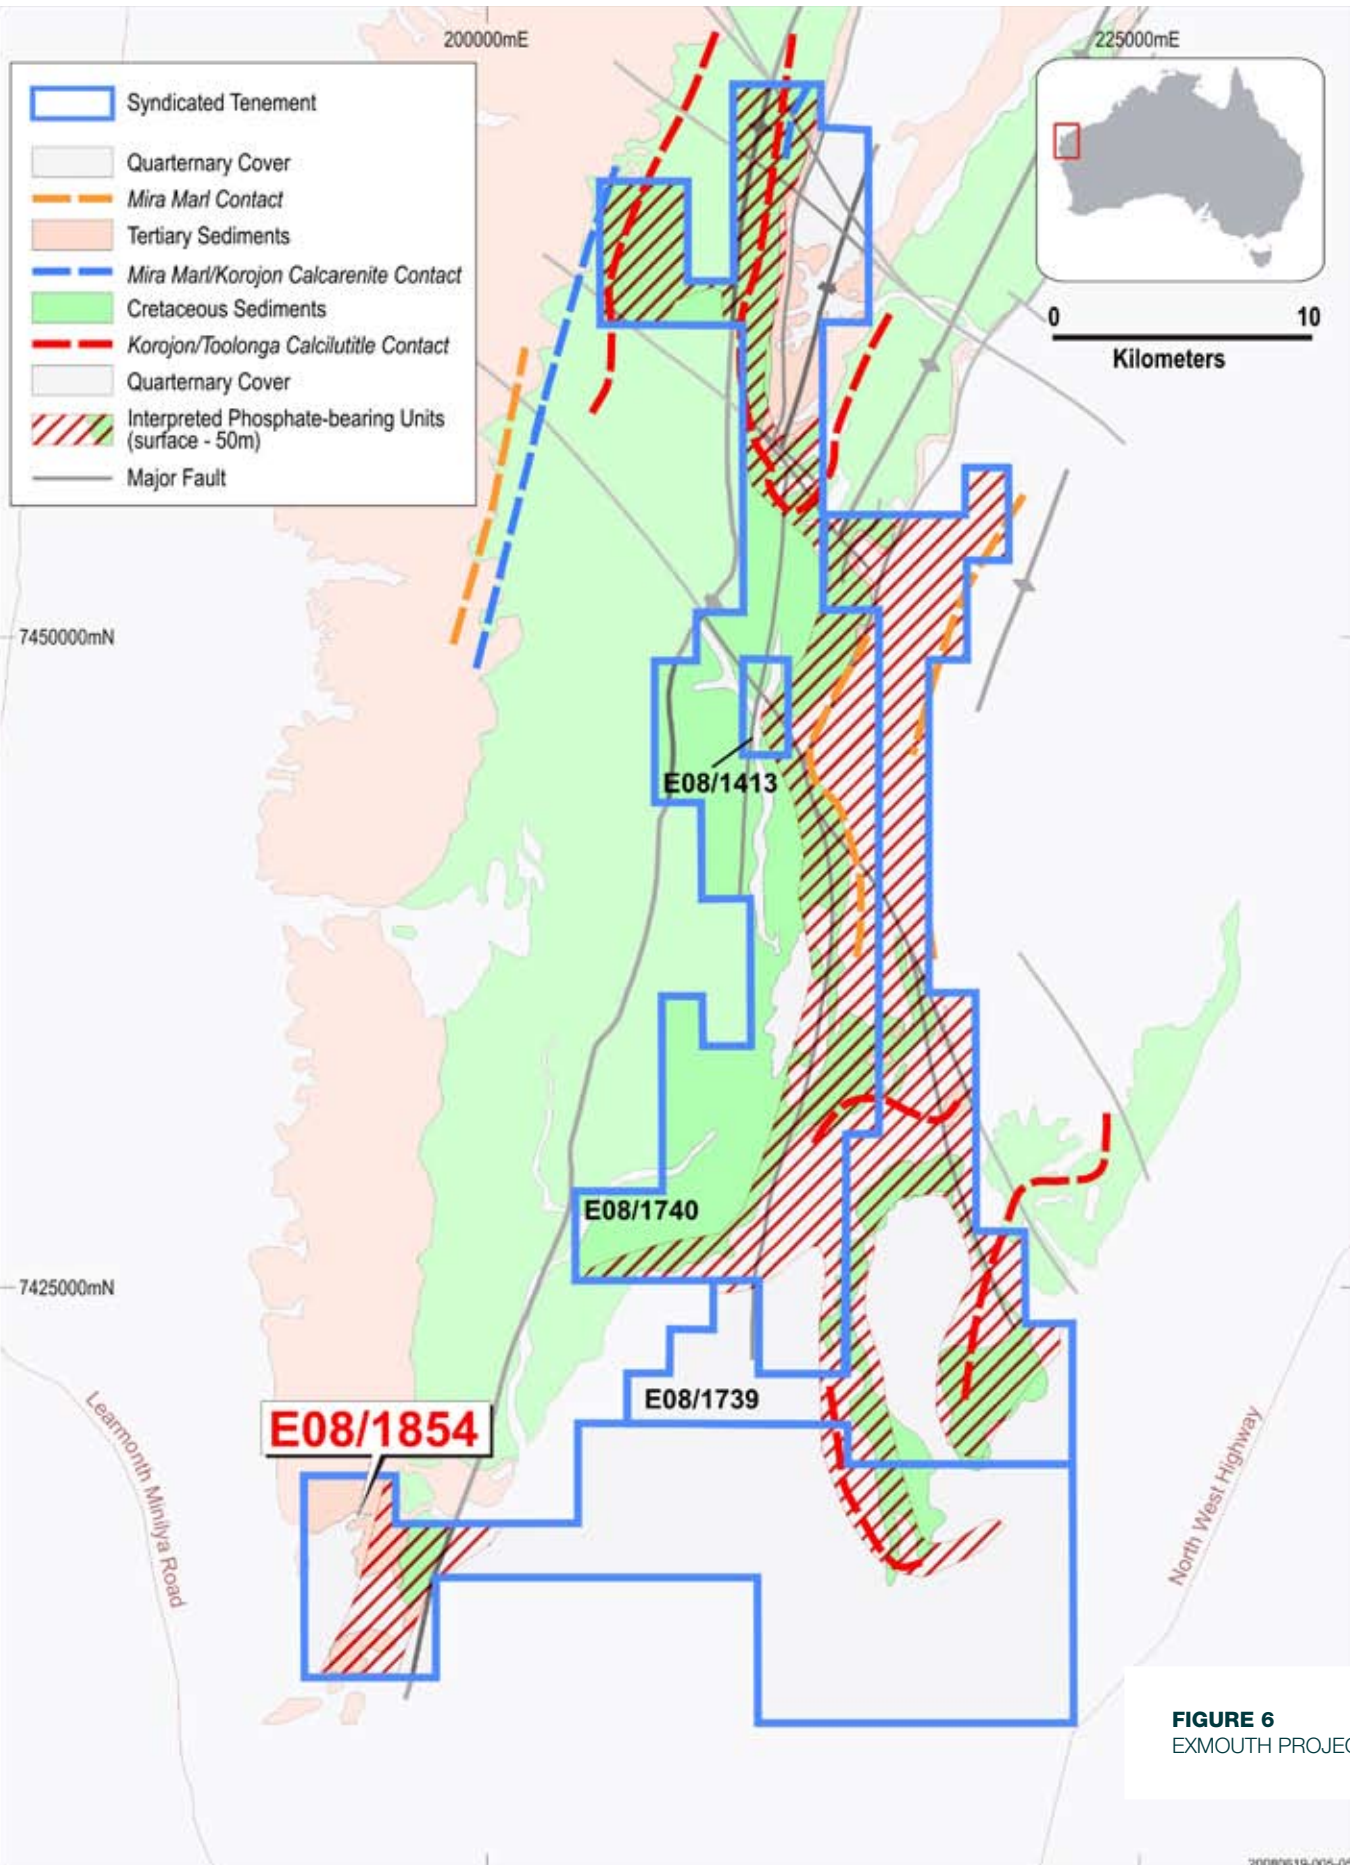 200000mE
225000mE
Syndicated Tenement
Quarternary Cover
Mira Marl Contact
Tertiary Sediments
Mira Marl/Korojon Calcarenite Contact
Cretaceous Sediments
Korojon/Toolonga Calcilutitle Contact
Quarternary Cover
Interpreted Phosphate-bearing Units
(surface - 50m)
Major Fault
0 10
Kilometers
7450000mN
E08/1413
E08/1740
7425000mN
E08/1739
E08/1854
Learmonth Minilya Road
North West Highway
FIGURE 6
EXMOUTH PROJEC